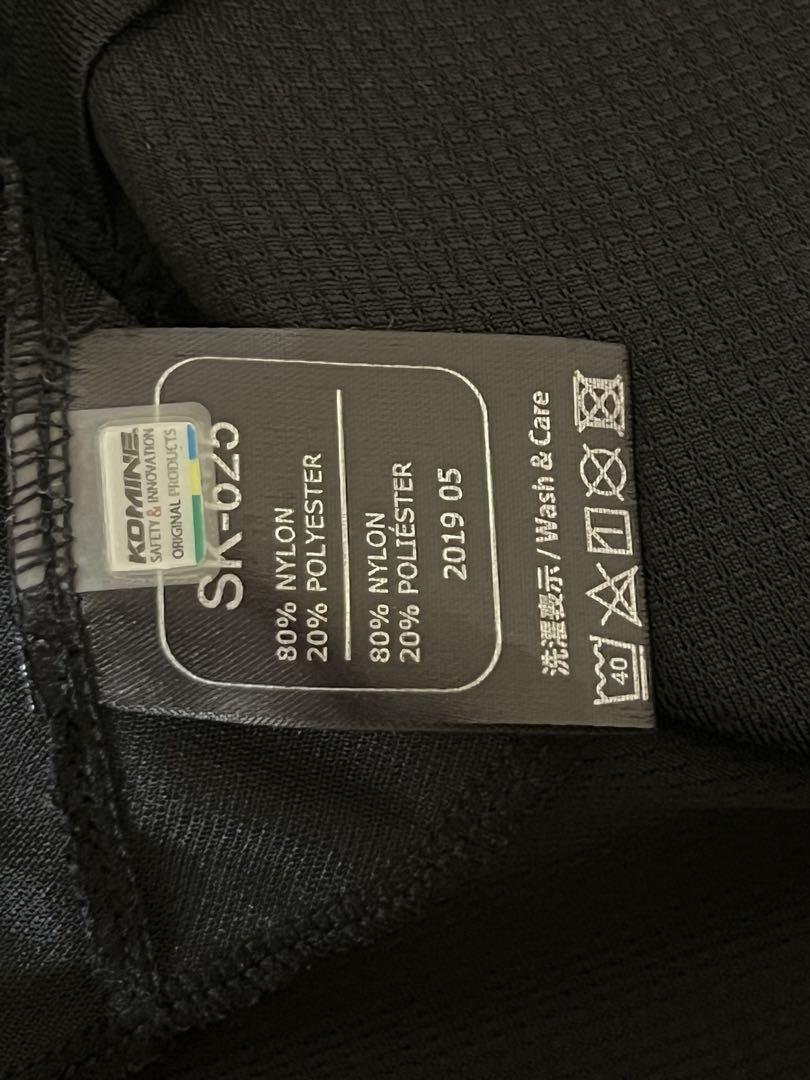 KOMINE
SAFETY & INNOVATION
ORIGINAL PRODUCTS
SK-625
80% NYLON
20% POLYESTER
80% NYLON
20% POLIÉSTER
2019 05
洗濯表示 / Wash & Care
40